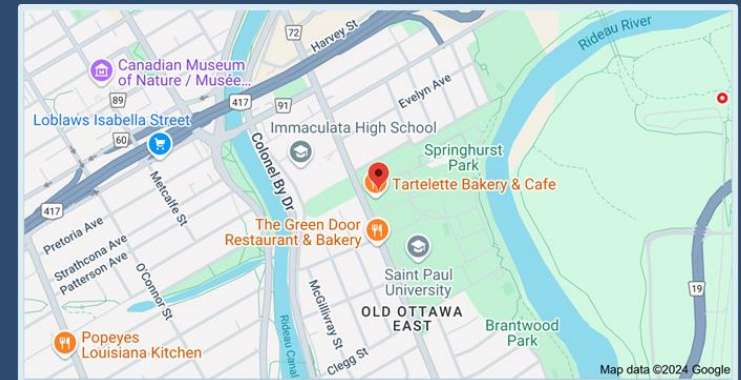 72
Harvey St
Rideau River
Canadian Museum
of Nature / Musée...
89
417
91
Evelyn Ave
Loblaws Isabella Street
60
Immaculata High School
Colonel By Dr
Springhurst
Park
Tartelette Bakery & Cafe
417
Metcalfe St
Pretoria Ave
The Green Door
Restaurant & Bakery
Strathcona Ave
Patterson Ave
O'Connor St
Saint Paul
University
McGillivray St
19
OLD OTTAWA
EAST
Rideau Canal
Brantwood
Park
Popeyes
Louisiana Kitchen
Clegg St
Map data ©2024 Google